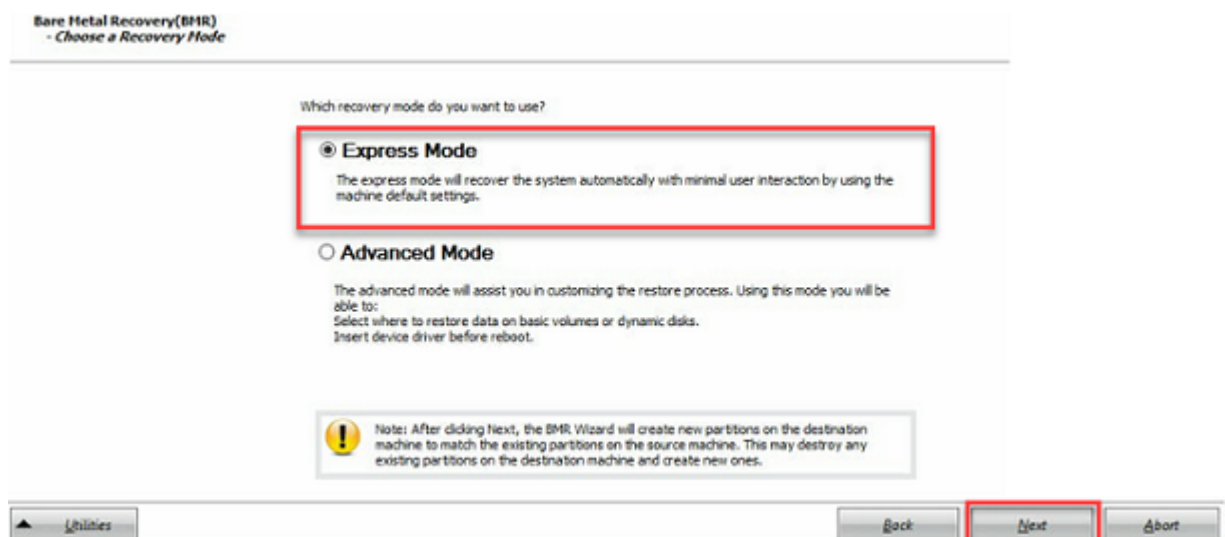 Bare Metal Recovery(BMR)
- Choose a Recovery Mode
Which recovery mode do you want to use?
Express Mode
The express mode will recover the system automatically with minimal user interaction by using the
machine default settings.
Advanced Mode
The advanced mode will assist you in customizing the restore process. Using this mode you will be
able to:
Select where to restore data on basic volumes or dynamic disks.
Insert device driver before reboot.
Note: After clicking Next, the BMR Wizard will create new partitions on the destination
machine to match the existing partitions on the source machine. This may destroy any
existing partitions on the destination machine and create new ones.
Utilities
Back
Next
Abort